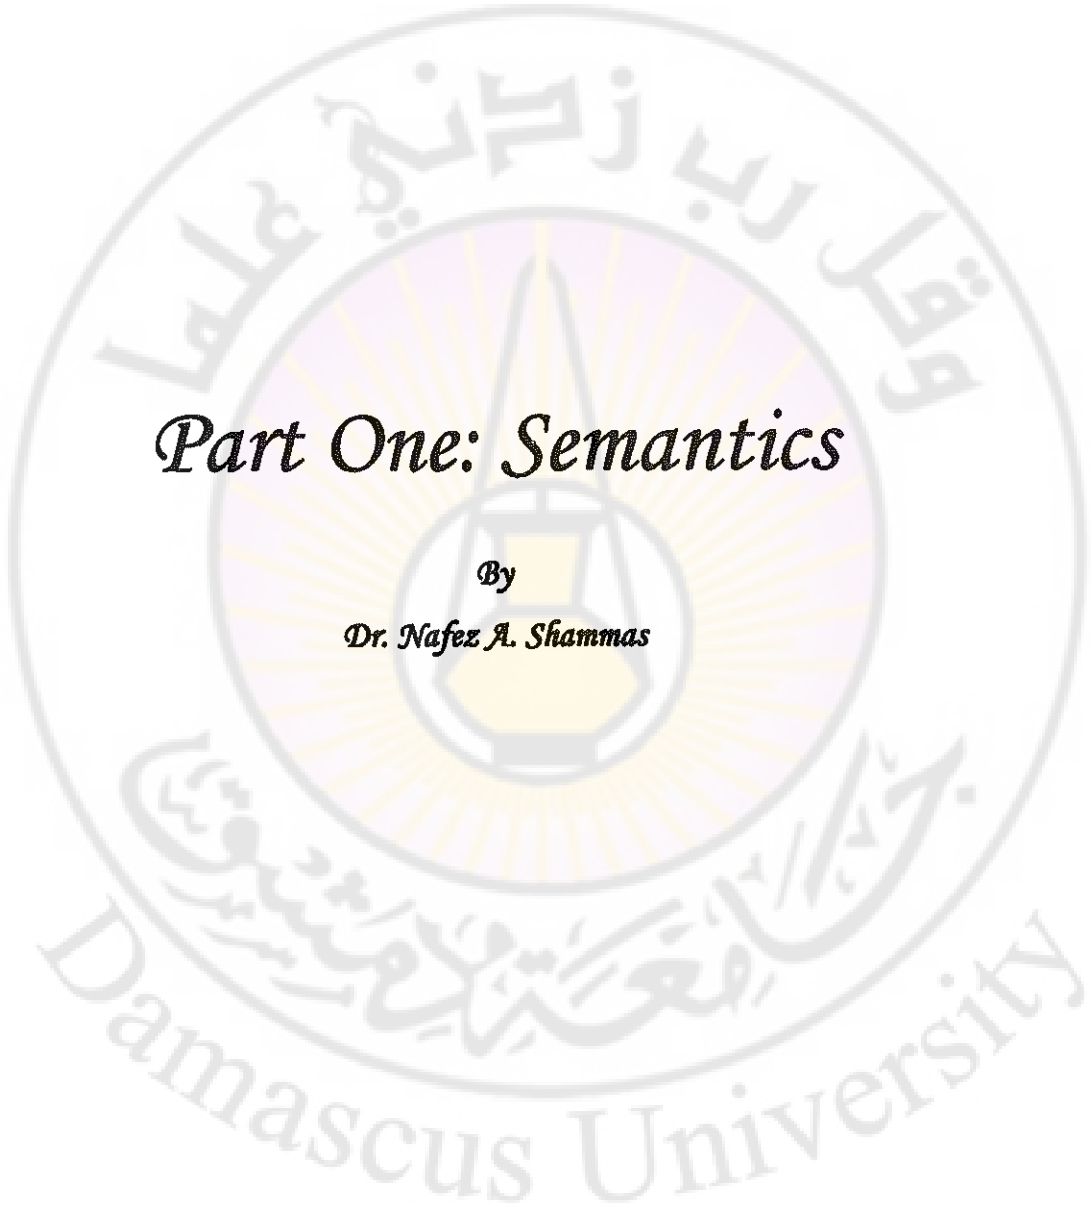 وقل رب زدني علما
Part One: Semantics
By
Dr. Nafez A. Shammas
جامعة دمشق
Damascus University